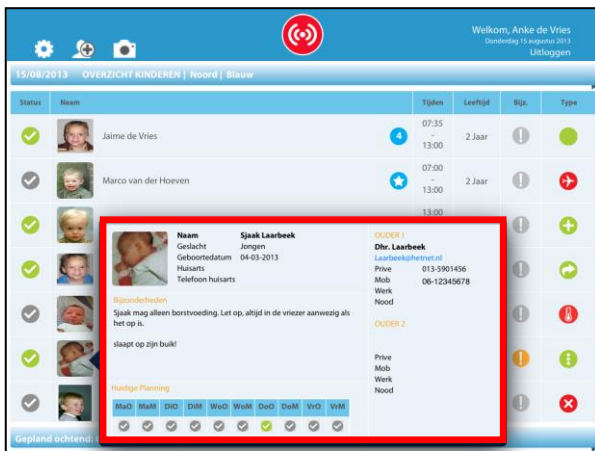 Welkom, Anke de Vries
Donderdag 15 augustus 2013
Uitloggen
15/08/2013 OVERZICHT KINDEREN | Noord | Blauw
Status Naam Tijden Leeftijd Bijz. Type
Jaime de Vries 4 07:35 - 13:00 2 Jaar
Marco van der Hoeven 07:00 - 13:00 2 Jaar
13:00
Naam Sjaak Laarbeek
Geslacht Jongen
Geboortedatum 04-03-2013
Huisarts
Telefoon huisarts
Bijzonderheden
Sjaak mag alleen borstvoeding. Let op, altijd in de vriezer aanwezig als
het op is.
slaapt op zijn buik!
Huidige Planning
MaO MaM DiO DiM WoO WoM DoO DoM VrO VrM
OUDER 1
Dhr. Laarbeek
Laarbeek@hetnet.nl
Prive 013-5901456
Mob 06-12345678
Werk
Nood
OUDER 2
Prive
Mob
Werk
Nood
Gepland ochtend: